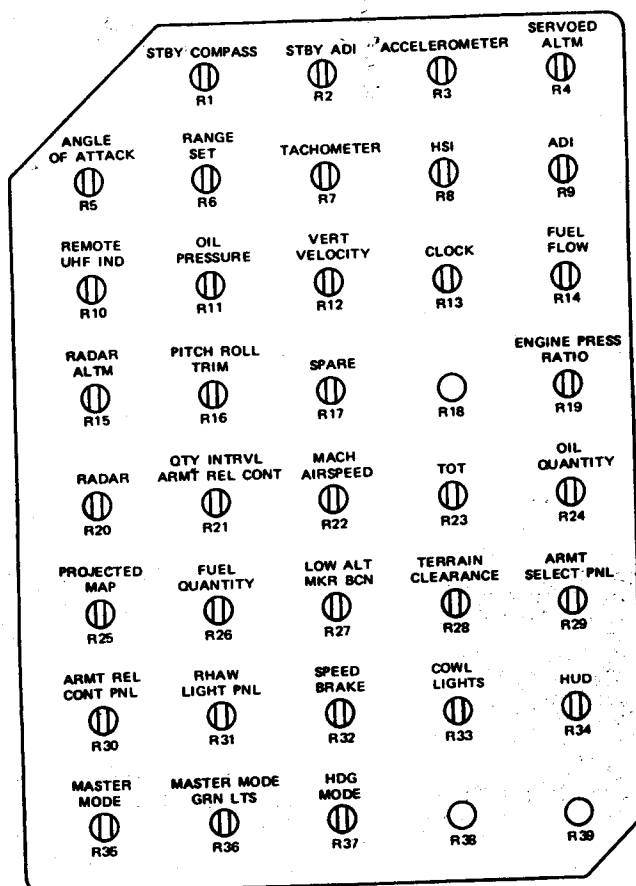 STBY COMPASS
R1
STBY ADI
R2
ACCELEROMETER
R3
SERVOED
ALTM
R4
ANGLE
OF ATTACK
R5
RANGE
SET
R6
TACHOMETER
R7
HSI
R8
ADI
R9
REMOTE
UHF IND
R10
OIL
PRESSURE
R11
VERT
VELOCITY
R12
CLOCK
R13
FUEL
FLOW
R14
RADAR
ALTM
R15
PITCH ROLL
TRIM
R16
SPARE
R17
R18
ENGINE PRESS
RATIO
R19
RADAR
R20
QTY INTRVL
ARMT REL CONT
R21
MACH
AIRSPEED
R22
TOT
R23
OIL
QUANTITY
R24
PROJECTED
MAP
R25
FUEL
QUANTITY
R26
LOW ALT
MKR BCN
R27
TERRAIN
CLEARANCE
R28
ARMT
SELECT PNL
R29
ARMT REL
CONT PNL
R30
RHAW
LIGHT PNL
R31
SPEED
BRAKE
R32
COWL
LIGHTS
R33
HUD
R34
MASTER
MODE
R35
MASTER MODE
GRN LTS
R36
HDG
MODE
R37
R38
R39